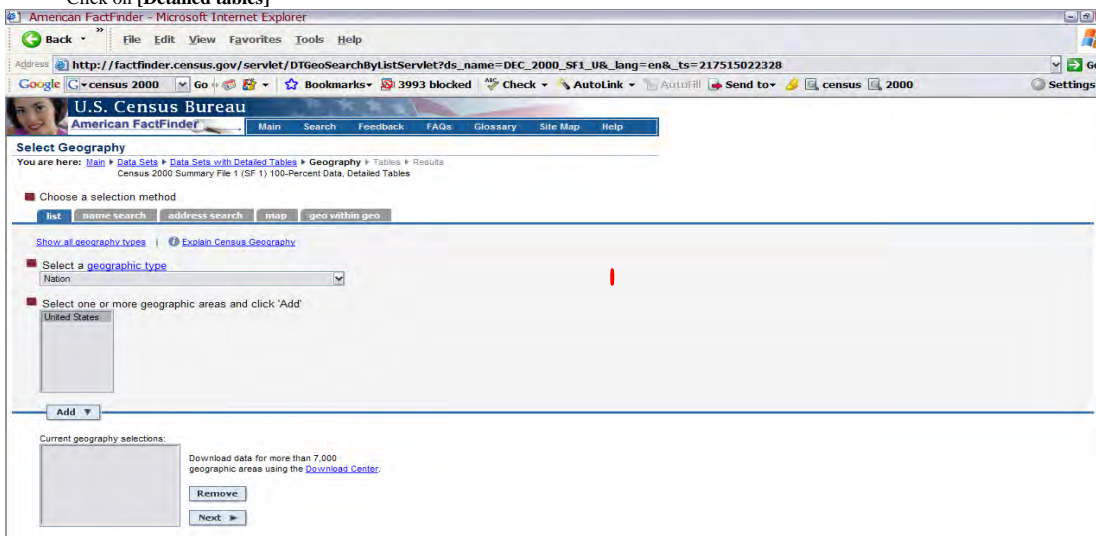 Click on [Detailed tables]
American FactFinder - Microsoft Internet Explorer
Back » File Edit View Favorites Tools Help
Address http://factfinder.census.gov/servlet/DTGeoSearchByListServlet?ds_name=DEC_2000_SF1_U&_lang=en&_ts=217515022328
Google census 2000 Go Bookmarks 3993 blocked Check AutoLink AutoFill Send to census 2000 Settings
U.S. Census Bureau
American FactFinder Main Search Feedback FAQs Glossary Site Map Help
Select Geography
You are here: Main ▸ Data Sets ▸ Data Sets with Detailed Tables ▸ Geography ▸ Tables ▸ Results
Census 2000 Summary File 1 (SF 1) 100-Percent Data, Detailed Tables
Choose a selection method
list name search address search map geo within geo
Show all geography types | Explain Census Geography
Select a geographic type
Nation
Select one or more geographic areas and click 'Add'
United States
Add ▼
Current geography selections:
Download data for more than 7,000
geographic areas using the Download Center.
Remove
Next ►